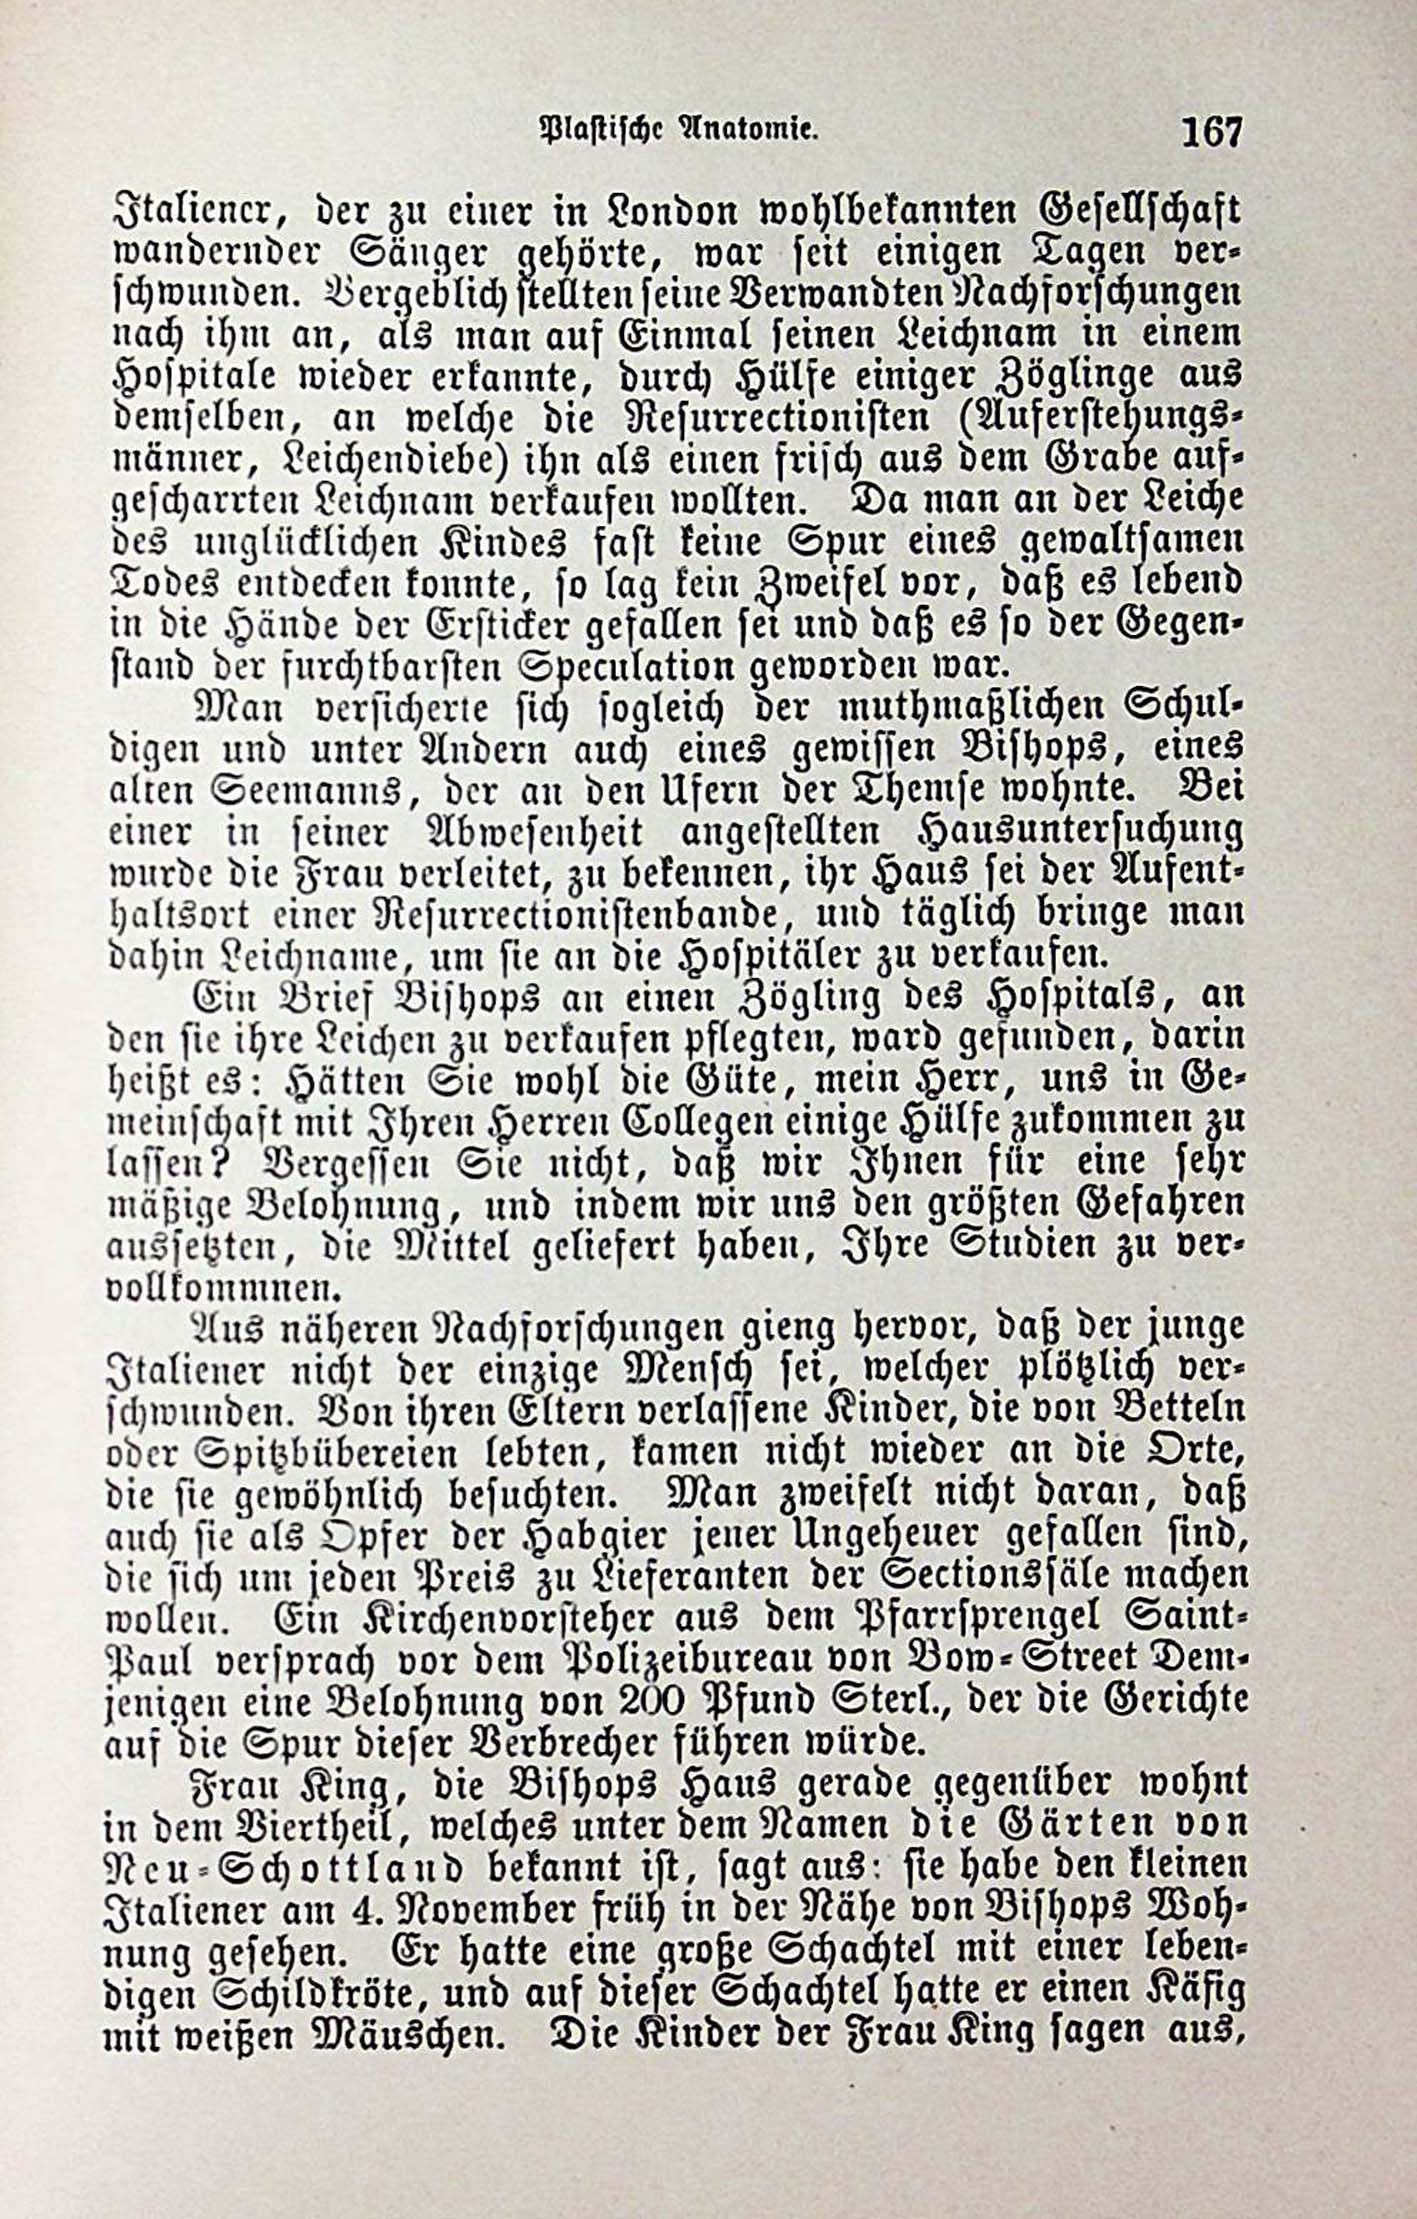 Plastische Anatomie. 167
Italiener, der zu einer in London wohlbekannten Gesellschaft
wandernder Sänger gehörte, war seit einigen Tagen ver-
schwunden. Vergeblich stellten seine Verwandten Nachforschungen
nach ihm an, als man auf Einmal seinen Leichnam in einem
Hospitale wieder erkannte, durch Hülfe einiger Zöglinge aus
demselben, an welche die Resurrectionisten (Auferstehungs-
männer, Leichendiebe) ihn als einen frisch aus dem Grabe auf-
gescharrten Leichnam verkaufen wollten. Da man an der Leiche
des unglücklichen Kindes fast keine Spur eines gewaltsamen
Todes entdecken konnte, so lag kein Zweifel vor, daß es lebend
in die Hände der Ersticker gefallen sei und daß es so der Gegen-
stand der furchtbarsten Speculation geworden war.
Man versicherte sich sogleich der muthmaßlichen Schul-
digen und unter Andern auch eines gewissen Bishops, eines
alten Seemanns, der an den Ufern der Themse wohnte. Bei
einer in seiner Abwesenheit angestellten Hausuntersuchung
wurde die Frau verleitet, zu bekennen, ihr Haus sei der Aufent-
haltsort einer Resurrectionistenbande, und täglich bringe man
dahin Leichname, um sie an die Hospitäler zu verkaufen.
Ein Brief Bishops an einen Zögling des Hospitals, an
den sie ihre Leichen zu verkaufen pflegten, ward gefunden, darin
heißt es: Hätten Sie wohl die Güte, mein Herr, uns in Ge-
meinschaft mit Ihren Herren Collegen einige Hülfe zukommen zu
lassen? Vergessen Sie nicht, daß wir Ihnen für eine sehr
mäßige Belohnung, und indem wir uns den größten Gefahren
aussetzten, die Mittel geliefert haben, Ihre Studien zu ver-
vollkommnen.
Aus näheren Nachforschungen gieng hervor, daß der junge
Italiener nicht der einzige Mensch sei, welcher plötzlich ver-
schwunden. Von ihren Eltern verlassene Kinder, die von Betteln
oder Spitzbübereien lebten, kamen nicht wieder an die Orte,
die sie gewöhnlich besuchten. Man zweifelt nicht daran, daß
auch sie als Opfer der Habgier jener Ungeheuer gefallen sind,
die sich um jeden Preis zu Lieferanten der Sectionssäle machen
wollen. Ein Kirchenvorsteher aus dem Pfarrsprengel Saint-
Paul versprach vor dem Polizeibureau von Bow-Street Dem-
jenigen eine Belohnung von 200 Pfund Sterl., der die Gerichte
auf die Spur dieser Verbrecher führen würde.
Frau King, die Bishops Haus gerade gegenüber wohnt
in dem Viertheil, welches unter dem Namen die Gärten von
Neu-Schottland bekannt ist, sagt aus: sie habe den kleinen
Italiener am 4. November früh in der Nähe von Bishops Woh-
nung gesehen. Er hatte eine große Schachtel mit einer leben-
digen Schildkröte, und auf dieser Schachtel hatte er einen Käfig
mit weißen Mäuschen. Die Kinder der Frau King sagen aus,